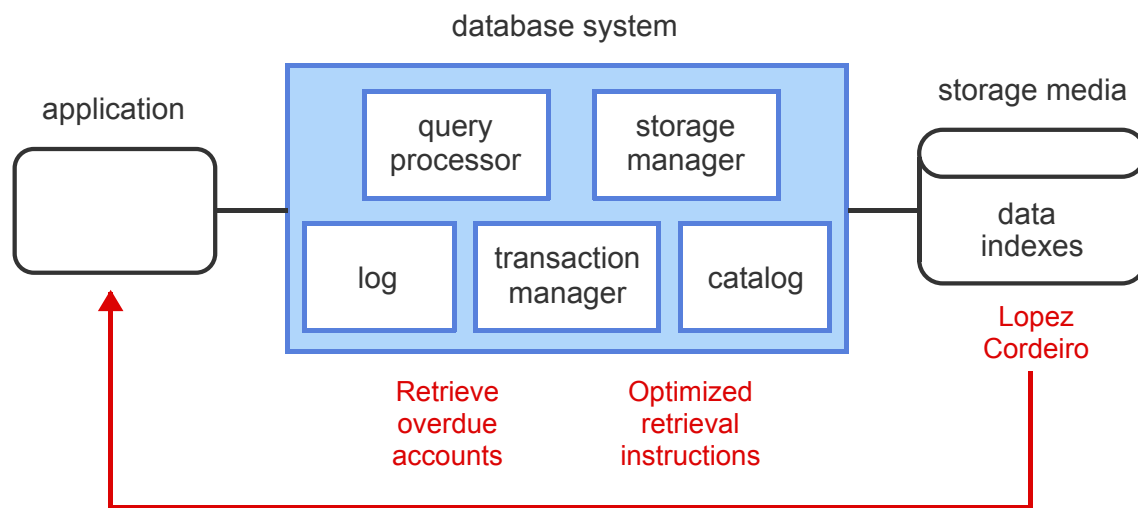 database system
application
storage media
query
processor
storage
manager
log
transaction
manager
catalog
data
indexes
Lopez
Cordeiro
Retrieve
overdue
accounts
Optimized
retrieval
instructions